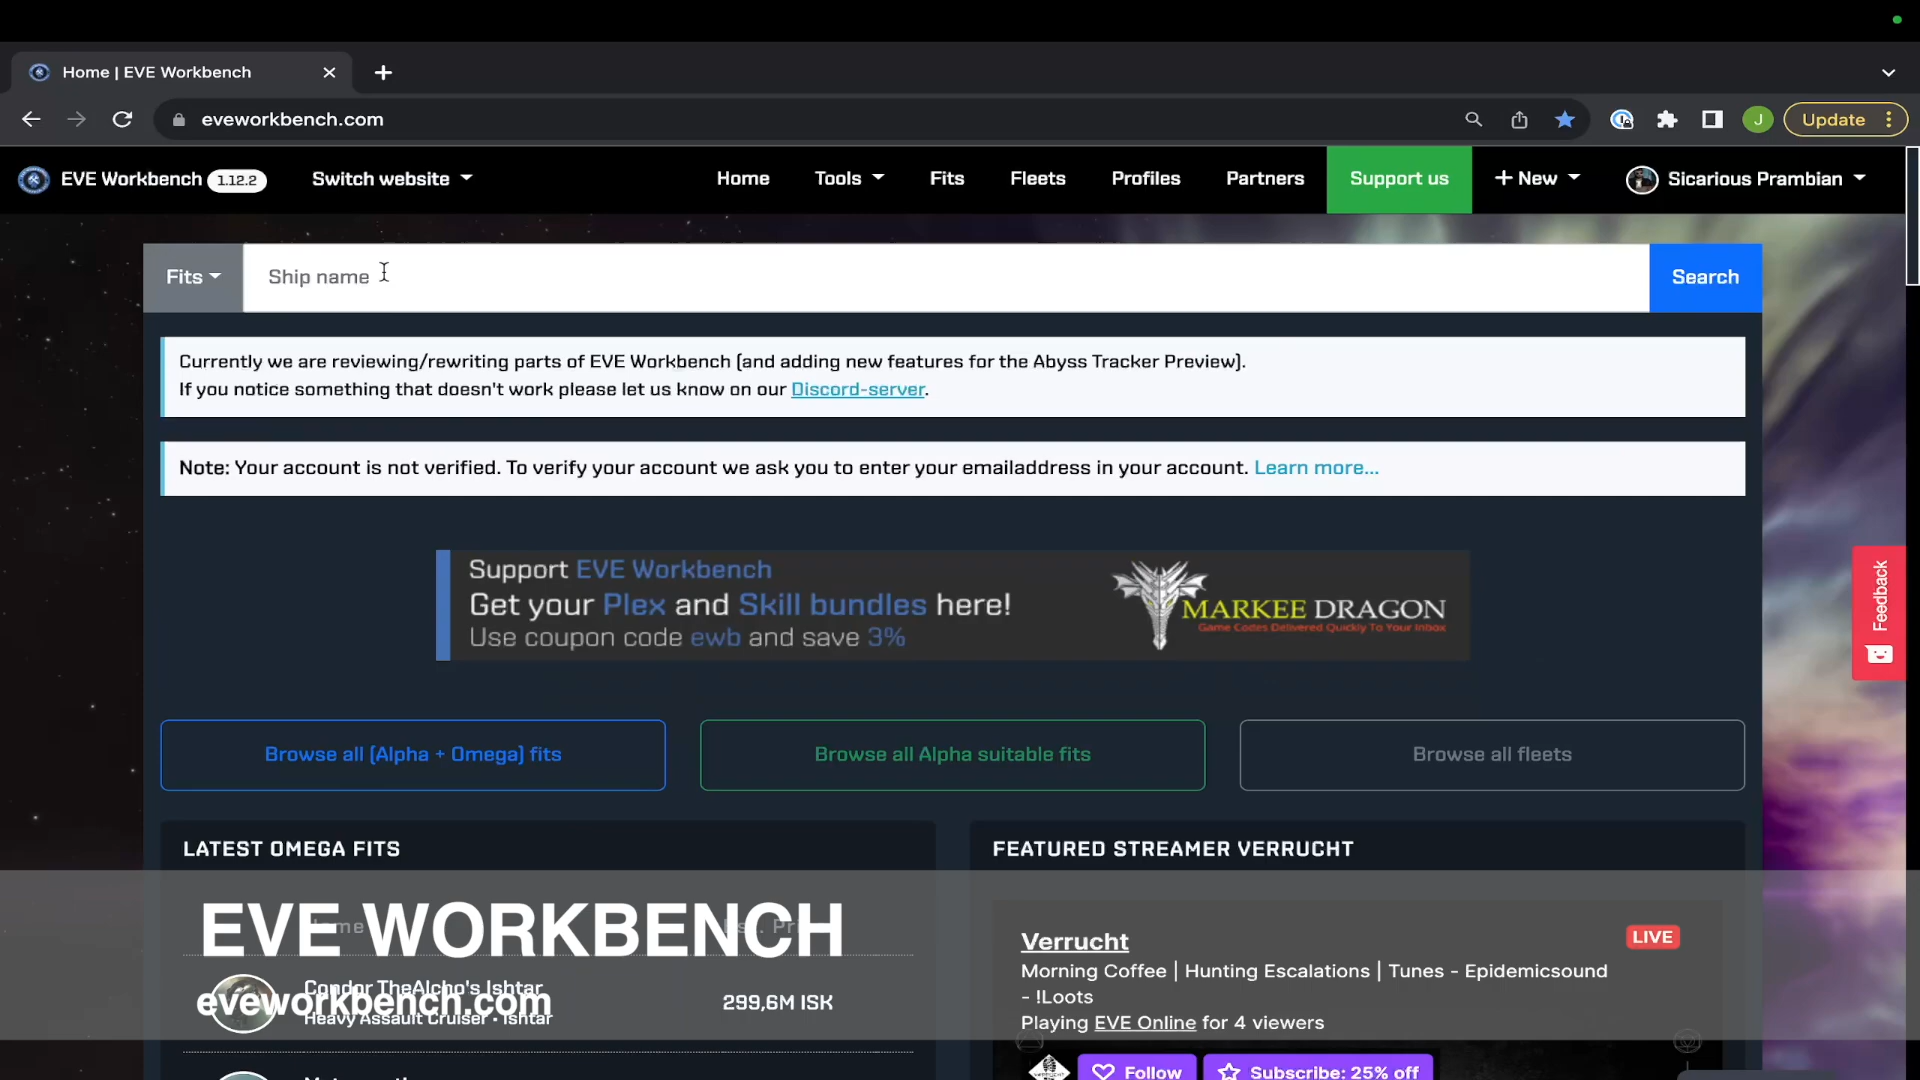 Home | EVE Workbench
eveworkbench.com
Update
J
EVE Workbench 1.12.2
Switch website
Home
Tools
Fits
Fleets
Profiles
Partners
Support us
+ New
Sicarious Prambian
Fits
Ship name
Search
Currently we are reviewing/rewriting parts of EVE Workbench (and adding new features for the Abyss Tracker Preview).
If you notice something that doesn't work please let us know on our Discord-server.
Note: Your account is not verified. To verify your account we ask you to enter your emailaddress in your account. Learn more...
Support EVE Workbench
Get your Plex and Skill bundles here!
Use coupon code ewb and save 3%
MARKEE DRAGON
Game Codes Delivered Quickly To Your Inbox
Feedback
Browse all (Alpha + Omega) fits
Browse all Alpha suitable fits
Browse all fleets
LATEST OMEGA FITS
FEATURED STREAMER VERRUCHT
EVE WORKBENCH
eveworkbench.com
Condor TheAlcho's Ishtar
Heavy Assault Cruiser • Ishtar
299,6M ISK
Verrucht
LIVE
Morning Coffee | Hunting Escalations | Tunes - Epidemicsound
- !Loots
Playing EVE Online for 4 viewers
Follow
Subscribe: 25% off